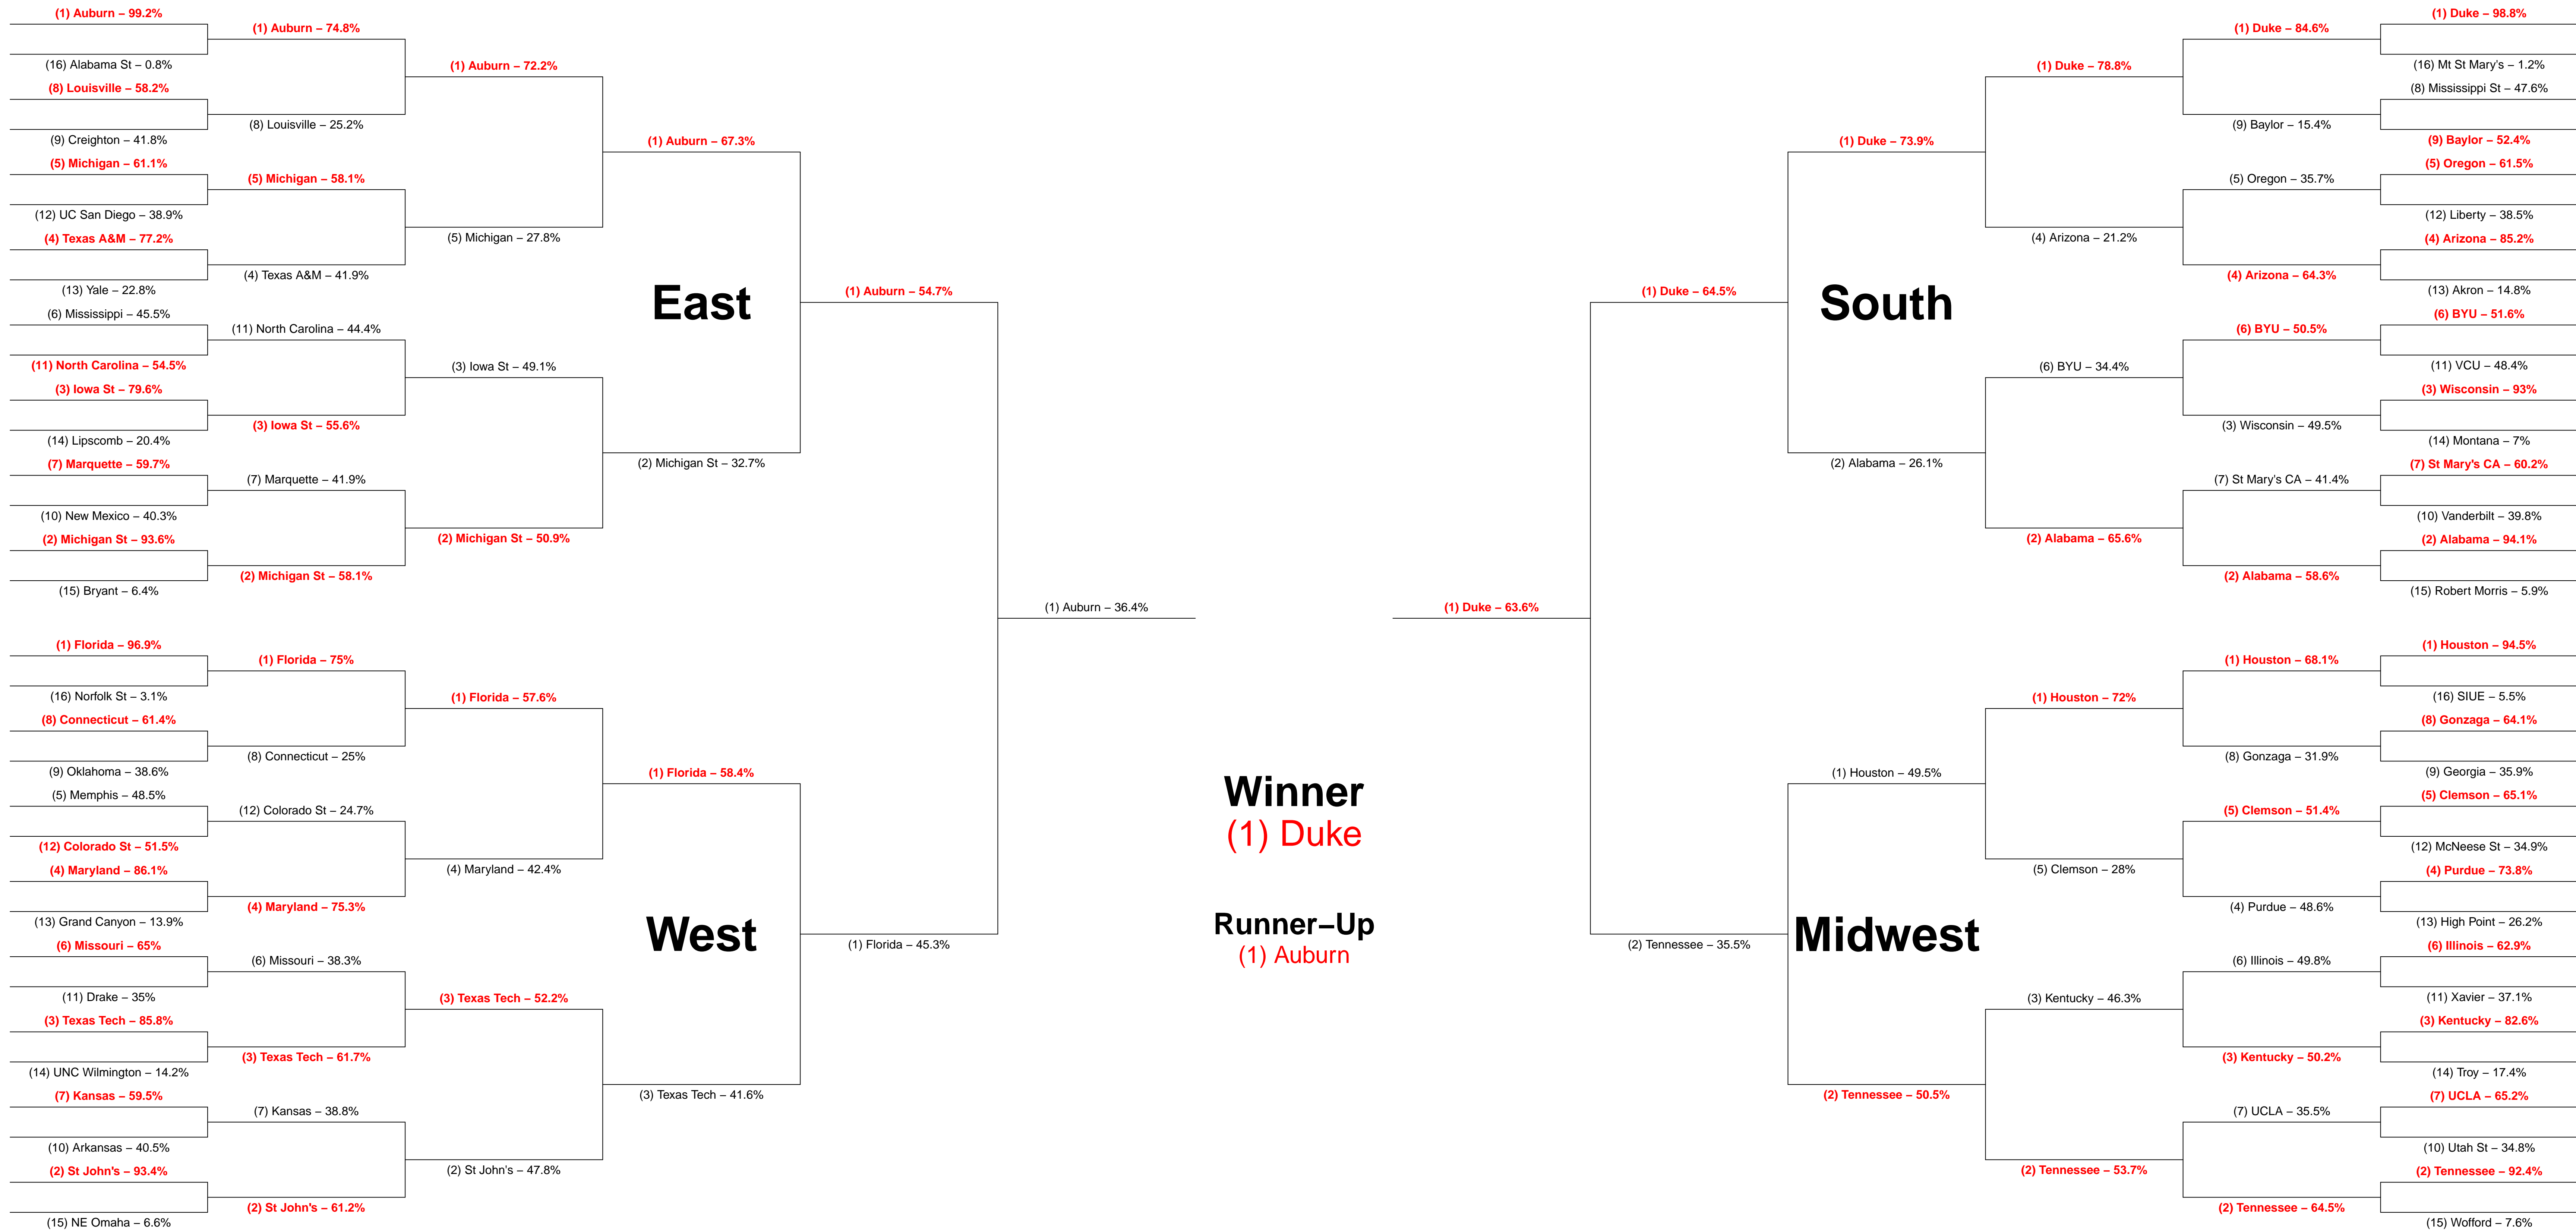 (1) Auburn – 99.2%
(16) Alabama St – 0.8%
(8) Louisville – 58.2%
(9) Creighton – 41.8%
(5) Michigan – 61.1%
(12) UC San Diego – 38.9%
(4) Texas A&M – 77.2%
(13) Yale – 22.8%
(6) Mississippi – 45.5%
(11) North Carolina – 54.5%
(3) Iowa St – 79.6%
(14) Lipscomb – 20.4%
(7) Marquette – 59.7%
(10) New Mexico – 40.3%
(2) Michigan St – 93.6%
(15) Bryant – 6.4%
(1) Florida – 96.9%
(16) Norfolk St – 3.1%
(8) Connecticut – 61.4%
(9) Oklahoma – 38.6%
(5) Memphis – 48.5%
(12) Colorado St – 51.5%
(4) Maryland – 86.1%
(13) Grand Canyon – 13.9%
(6) Missouri – 65%
(11) Drake – 35%
(3) Texas Tech – 85.8%
(14) UNC Wilmington – 14.2%
(7) Kansas – 59.5%
(10) Arkansas – 40.5%
(2) St John's – 93.4%
(15) NE Omaha – 6.6%
(1) Auburn – 74.8%
(8) Louisville – 25.2%
(5) Michigan – 58.1%
(4) Texas A&M – 41.9%
(11) North Carolina – 44.4%
(3) Iowa St – 55.6%
(7) Marquette – 41.9%
(2) Michigan St – 58.1%
(1) Florida – 75%
(8) Connecticut – 25%
(12) Colorado St – 24.7%
(4) Maryland – 75.3%
(6) Missouri – 38.3%
(3) Texas Tech – 61.7%
(7) Kansas – 38.8%
(2) St John's – 61.2%
(1) Auburn – 72.2%
(5) Michigan – 27.8%
(3) Iowa St – 49.1%
(2) Michigan St – 50.9%
(1) Florida – 57.6%
(4) Maryland – 42.4%
(3) Texas Tech – 52.2%
(2) St John's – 47.8%
(1) Auburn – 67.3%
East
(2) Michigan St – 32.7%
(1) Florida – 58.4%
West
(3) Texas Tech – 41.6%
(1) Auburn – 54.7%
(1) Florida – 45.3%
(1) Auburn – 36.4%
Winner
(1) Duke
Runner–Up
(1) Auburn
(1) Duke – 63.6%
(1) Duke – 64.5%
(2) Tennessee – 35.5%
(1) Duke – 73.9%
South
(2) Alabama – 26.1%
(1) Houston – 49.5%
Midwest
(2) Tennessee – 50.5%
(1) Duke – 78.8%
(4) Arizona – 21.2%
(6) BYU – 34.4%
(2) Alabama – 65.6%
(1) Houston – 72%
(5) Clemson – 28%
(3) Kentucky – 46.3%
(2) Tennessee – 53.7%
(1) Duke – 84.6%
(9) Baylor – 15.4%
(5) Oregon – 35.7%
(4) Arizona – 64.3%
(6) BYU – 50.5%
(3) Wisconsin – 49.5%
(7) St Mary's CA – 41.4%
(2) Alabama – 58.6%
(1) Houston – 68.1%
(8) Gonzaga – 31.9%
(5) Clemson – 51.4%
(4) Purdue – 48.6%
(6) Illinois – 49.8%
(3) Kentucky – 50.2%
(7) UCLA – 35.5%
(2) Tennessee – 64.5%
(1) Duke – 98.8%
(16) Mt St Mary's – 1.2%
(8) Mississippi St – 47.6%
(9) Baylor – 52.4%
(5) Oregon – 61.5%
(12) Liberty – 38.5%
(4) Arizona – 85.2%
(13) Akron – 14.8%
(6) BYU – 51.6%
(11) VCU – 48.4%
(3) Wisconsin – 93%
(14) Montana – 7%
(7) St Mary's CA – 60.2%
(10) Vanderbilt – 39.8%
(2) Alabama – 94.1%
(15) Robert Morris – 5.9%
(1) Houston – 94.5%
(16) SIUE – 5.5%
(8) Gonzaga – 64.1%
(9) Georgia – 35.9%
(5) Clemson – 65.1%
(12) McNeese St – 34.9%
(4) Purdue – 73.8%
(13) High Point – 26.2%
(6) Illinois – 62.9%
(11) Xavier – 37.1%
(3) Kentucky – 82.6%
(14) Troy – 17.4%
(7) UCLA – 65.2%
(10) Utah St – 34.8%
(2) Tennessee – 92.4%
(15) Wofford – 7.6%